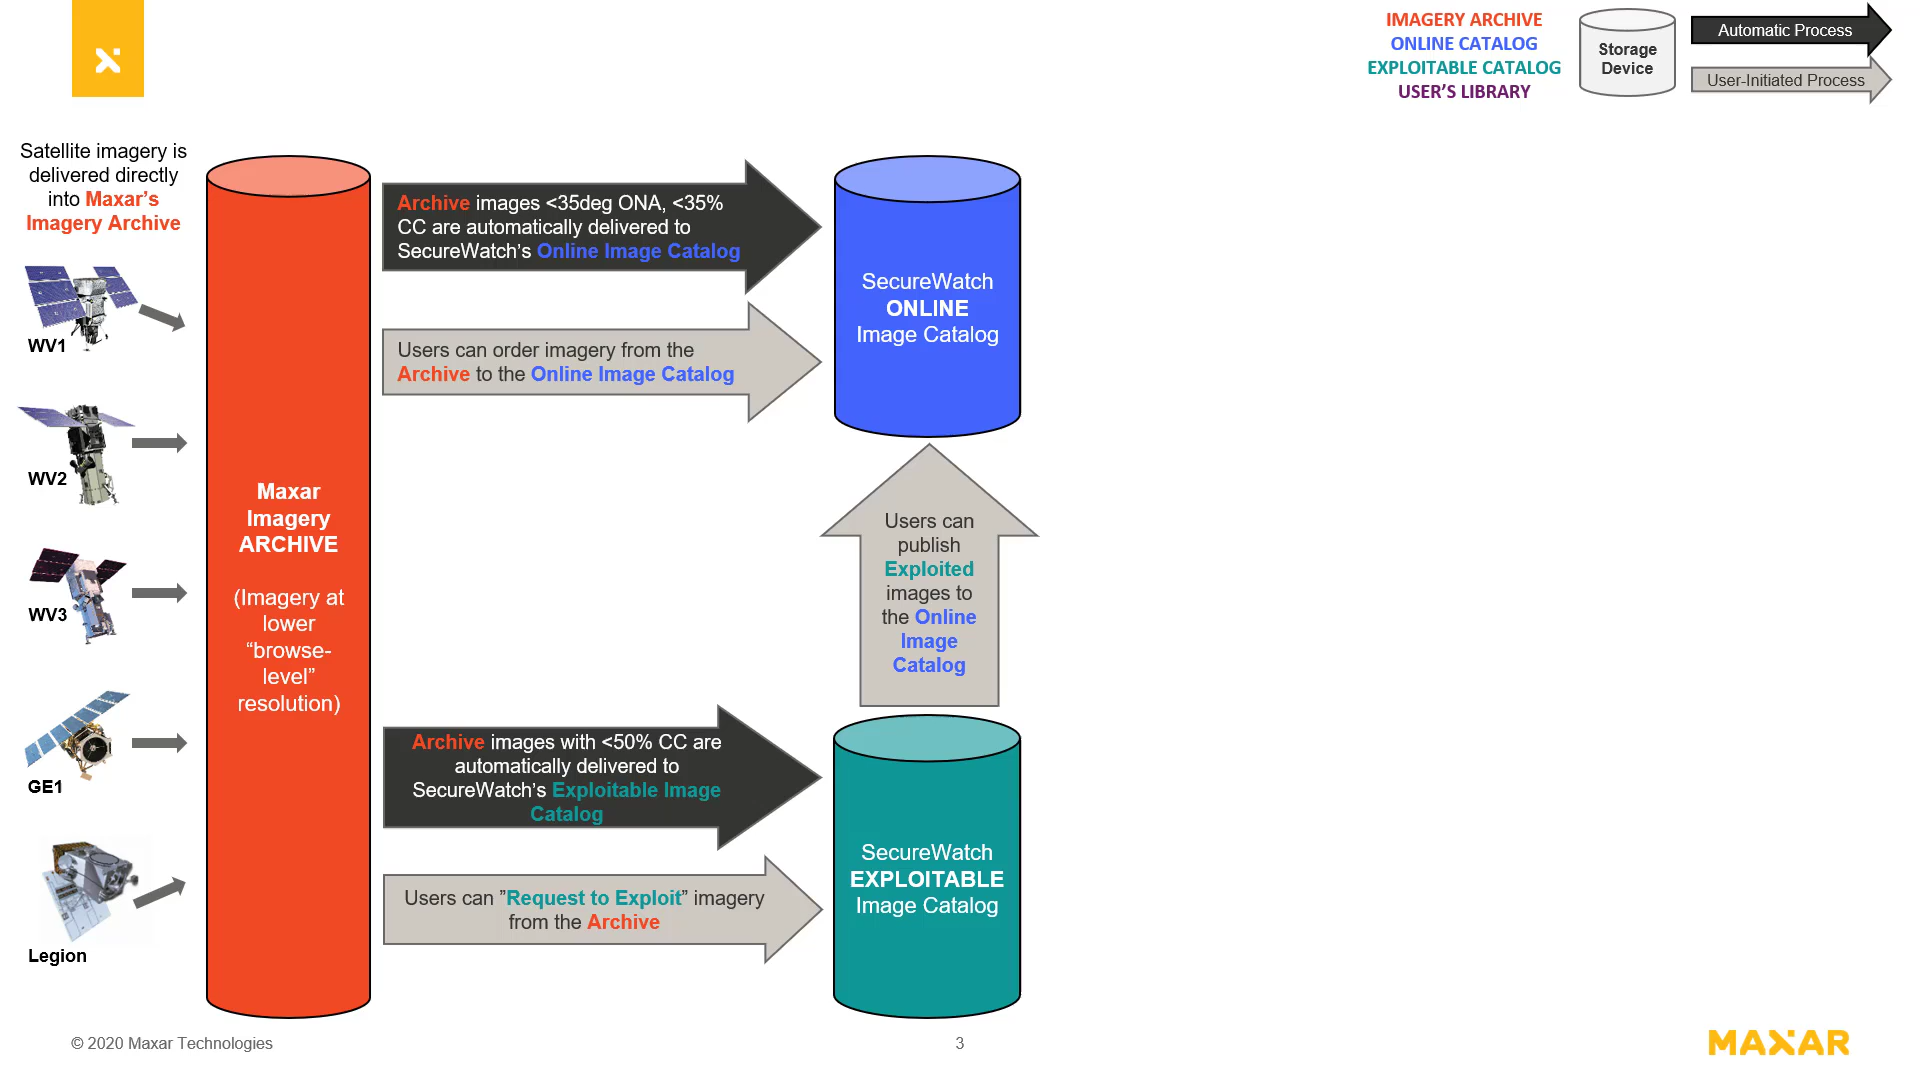 IMAGERY ARCHIVE
ONLINE CATALOG
EXPLOITABLE CATALOG
USER’S LIBRARY
Storage
Device
Automatic Process
User-Initiated Process
Satellite imagery is
delivered directly
into Maxar’s
Imagery Archive
WV1
WV2
WV3
GE1
Legion
Maxar
Imagery
ARCHIVE
(Imagery at
lower
“browse-
level”
resolution)
Archive images <35deg ONA, <35%
CC are automatically delivered to
SecureWatch’s Online Image Catalog
Users can order imagery from the
Archive to the Online Image Catalog
SecureWatch
ONLINE
Image Catalog
Users can
publish
Exploited
images to
the Online
Image
Catalog
Archive images with <50% CC are
automatically delivered to
SecureWatch’s Exploitable Image
Catalog
Users can ”Request to Exploit” imagery
from the Archive
SecureWatch
EXPLOITABLE
Image Catalog
© 2020 Maxar Technologies
3
MAXAR